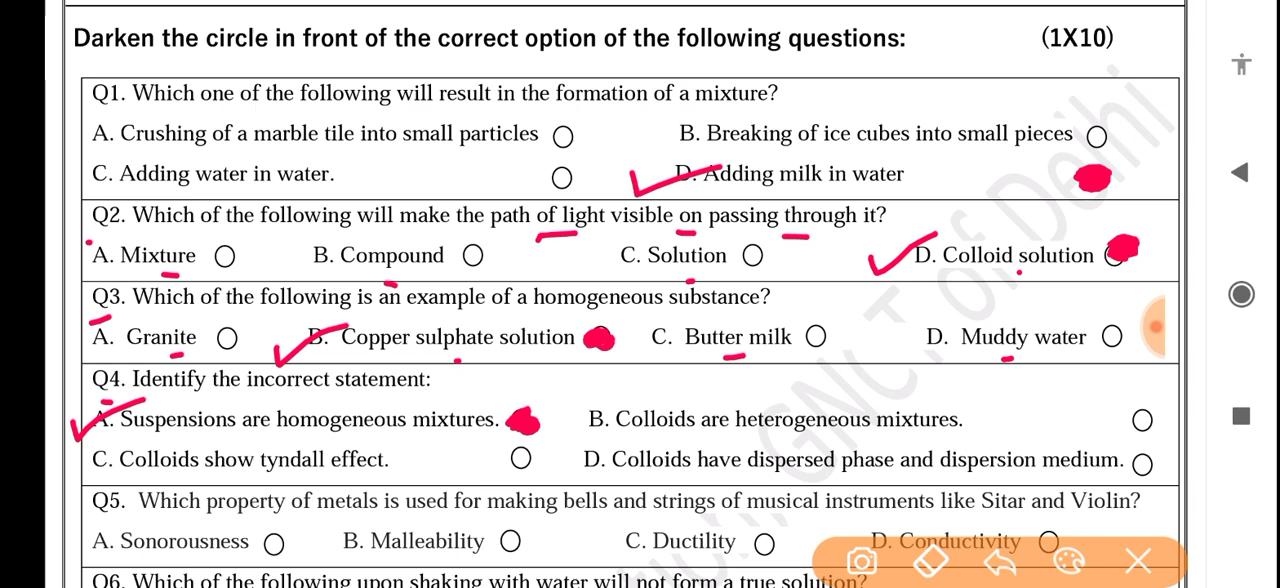 Darken the circle in front of the correct option of the following questions: (1X10)
Q1. Which one of the following will result in the formation of a mixture?
A. Crushing of a marble tile into small particles B. Breaking of ice cubes into small pieces
C. Adding water in water. D. Adding milk in water
Q2. Which of the following will make the path of light visible on passing through it?
A. Mixture B. Compound C. Solution D. Colloid solution
Q3. Which of the following is an example of a homogeneous substance?
A. Granite B. Copper sulphate solution C. Butter milk D. Muddy water
Q4. Identify the incorrect statement:
A. Suspensions are homogeneous mixtures. B. Colloids are heterogeneous mixtures.
C. Colloids show tyndall effect. D. Colloids have dispersed phase and dispersion medium.
Q5. Which property of metals is used for making bells and strings of musical instruments like Sitar and Violin?
A. Sonorousness B. Malleability C. Ductility D. Conductivity
Q6. Which of the following upon shaking with water will not form a true solution?
GNCT of Delhi